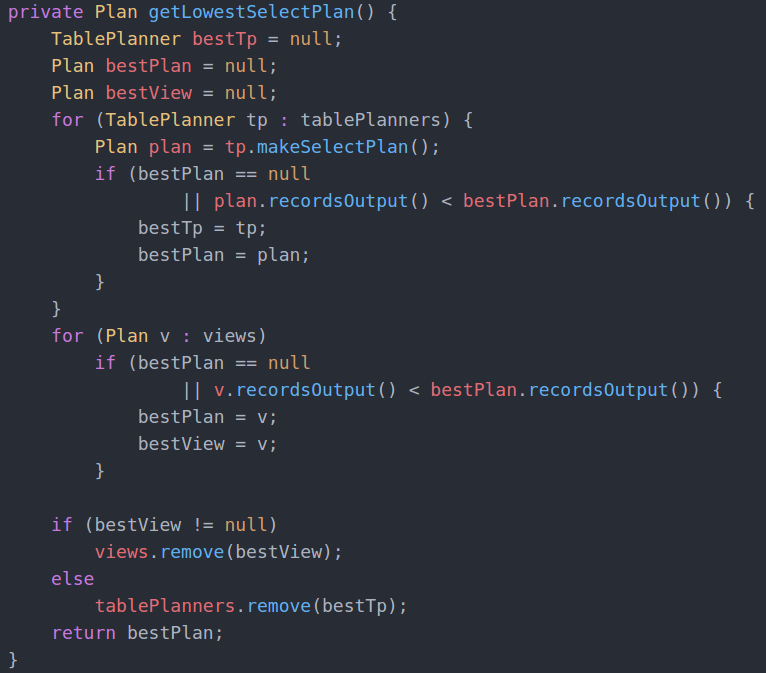 private Plan getLowestSelectPlan() {
    TablePlanner bestTp = null;
    Plan bestPlan = null;
    Plan bestView = null;
    for (TablePlanner tp : tablePlanners) {
        Plan plan = tp.makeSelectPlan();
        if (bestPlan == null
                || plan.recordsOutput() < bestPlan.recordsOutput()) {
            bestTp = tp;
            bestPlan = plan;
        }
    }
    for (Plan v : views)
        if (bestPlan == null
                || v.recordsOutput() < bestPlan.recordsOutput()) {
            bestPlan = v;
            bestView = v;
        }

    if (bestView != null)
        views.remove(bestView);
    else
        tablePlanners.remove(bestTp);
    return bestPlan;
}